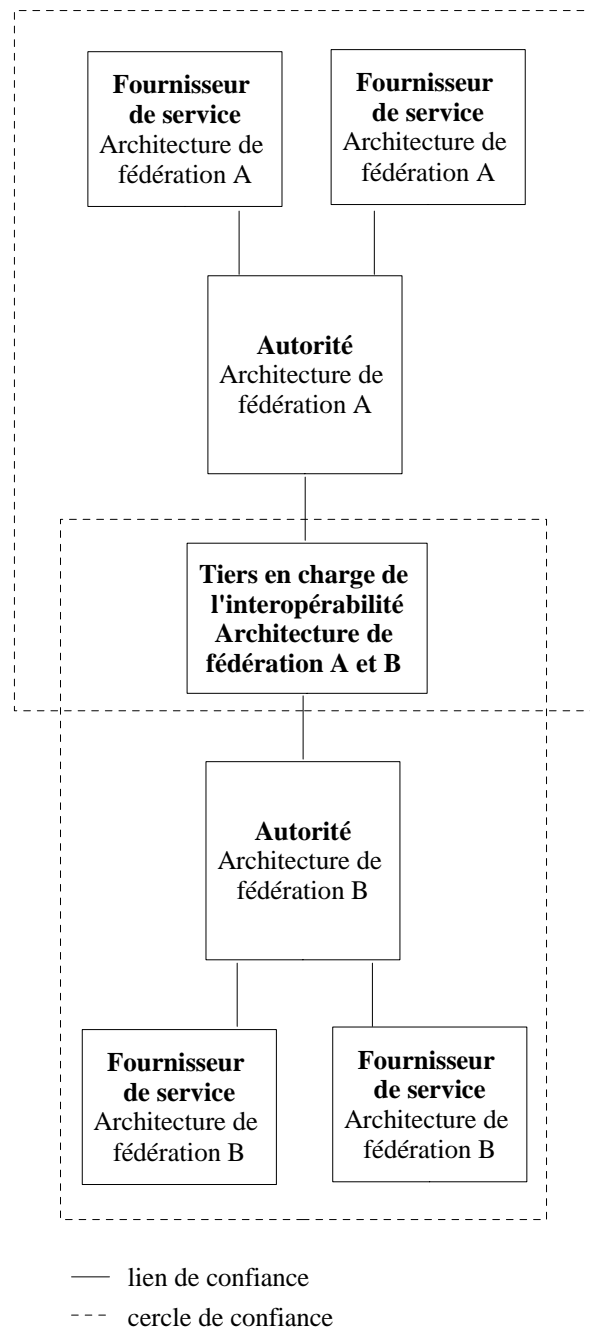 Fournisseur
de service
Architecture de
fédération A
Fournisseur
de service
Architecture de
fédération A
Autorité
Architecture de
fédération A
Tiers en charge de
l'interopérabilité
Architecture de
fédération A et B
Autorité
Architecture de
fédération B
Fournisseur
de service
Architecture de
fédération B
Fournisseur
de service
Architecture de
fédération B
lien de confiance
cercle de confiance